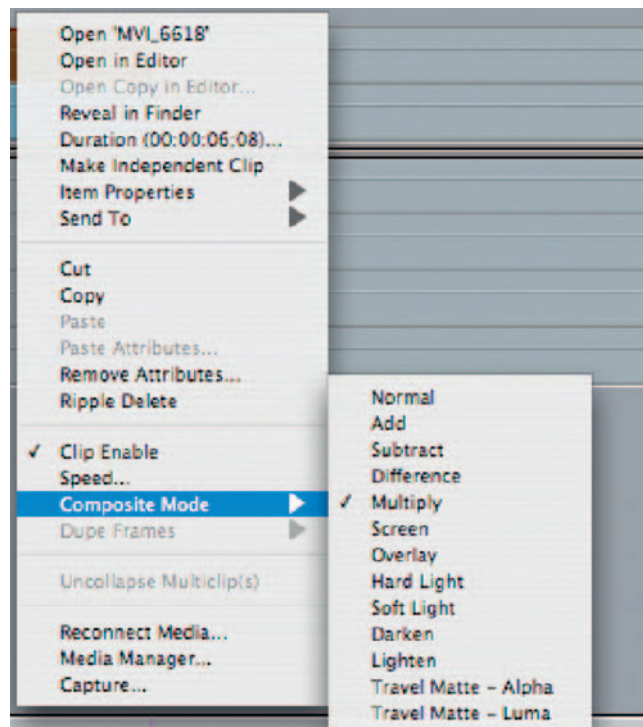 Open 'MVI_6618'
Open in Editor
Open Copy in Editor...
Reveal in Finder
Duration (00:00:06;08)...
Make Independent Clip
Item Properties
Send To
Cut
Copy
Paste
Paste Attributes...
Remove Attributes...
Ripple Delete
✓ Clip Enable
Speed...
Composite Mode
Dupe Frames
Uncollapse Multiclip(s)
Reconnect Media...
Media Manager...
Capture...
Normal
Add
Subtract
Difference
✓ Multiply
Screen
Overlay
Hard Light
Soft Light
Darken
Lighten
Travel Matte – Alpha
Travel Matte – Luma